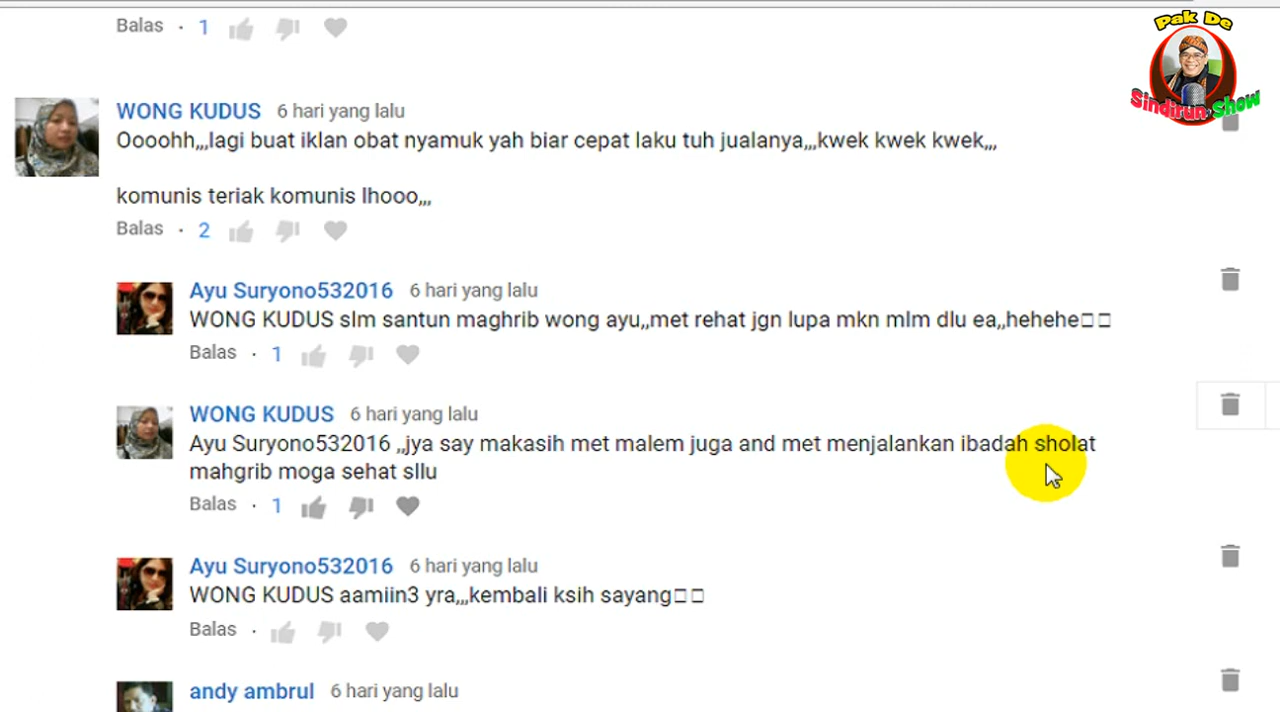 Balas · 1
Pak De
Sindirun Show
WONG KUDUS 6 hari yang lalu
Oooohh,,,lagi buat iklan obat nyamuk yah biar cepat laku tuh jualanya,,,kwek kwek kwek,,,
komunis teriak komunis lhooo,,,
Balas · 2
Ayu Suryono532016 6 hari yang lalu
WONG KUDUS slm santun maghrib wong ayu,,met rehat jgn lupa mkn mlm dlu ea,,hehehe□□
Balas · 1
WONG KUDUS 6 hari yang lalu
Ayu Suryono532016 ,,jya say makasih met malem juga and met menjalankan ibadah sholat
mahgrib moga sehat sllu
Balas · 1
Ayu Suryono532016 6 hari yang lalu
WONG KUDUS aamiin3 yra,,,kembali ksih sayang□□
Balas ·
andy ambrul 6 hari yang lalu